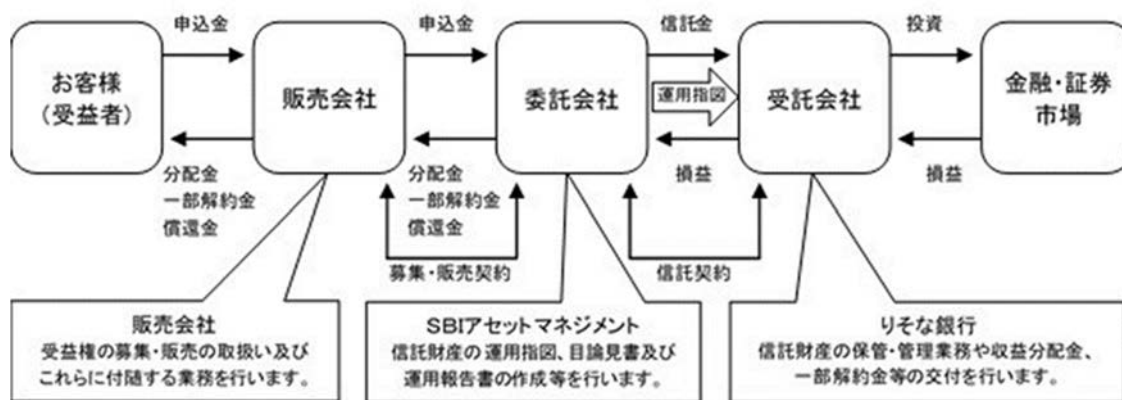 申込金
申込金
信託金
投資
お客様
(受益者)
販売会社
委託会社
運用指図
受託会社
金融・証券
市場
分配金
一部解約金
償還金
分配金
一部解約金
償還金
損益
損益
募集・販売契約
信託契約
販売会社
受益権の募集・販売の取扱い及び
これらに付随する業務を行います。
SBIアセットマネジメント
信託財産の運用指図、目論見書及び
運用報告書の作成等を行います。
りそな銀行
信託財産の保管・管理業務や収益分配金、
一部解約金等の交付を行います。